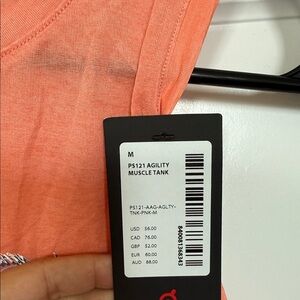 M
PS121 AGILITY
MUSCLE TANK
PS121-AAG-AGLTY-
TNK-PNK-M
USD 56.00
CAD 76.00
GBP 52.00
EUR 60.00
AUD 88.00
840081368343